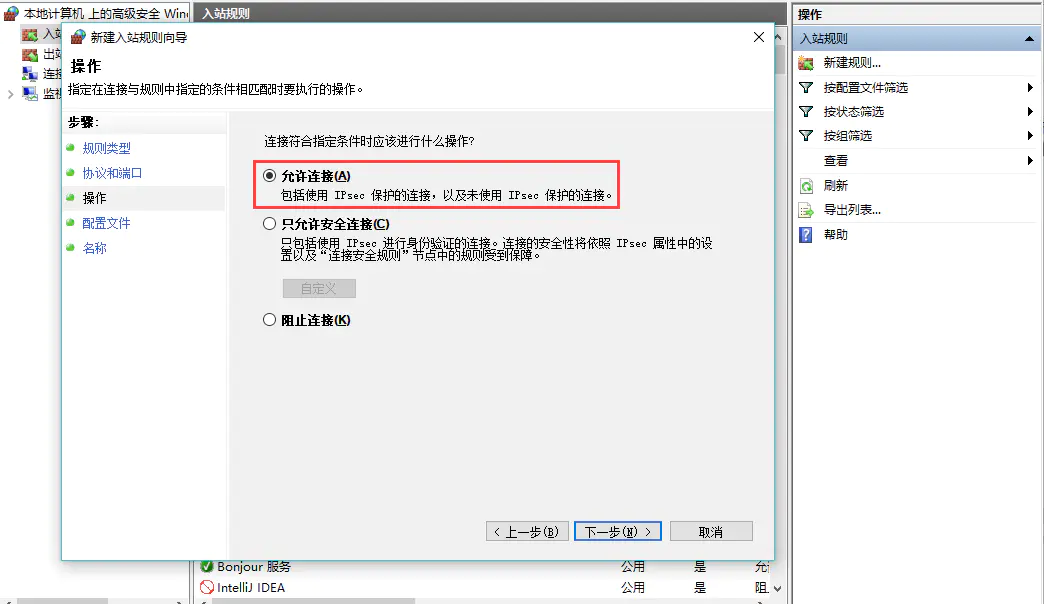 本地计算机 上的高级安全 Win
入站规则
操作
入站
出站
连接
监视
新建入站规则向导
操作
指定在连接与规则中指定的条件相匹配时要执行的操作。
步骤:
规则类型
协议和端口
操作
配置文件
名称
连接符合指定条件时应该进行什么操作?
允许连接(A)
包括使用 IPsec 保护的连接，以及未使用 IPsec 保护的连接。
只允许安全连接(C)
只包括使用 IPsec 进行身份验证的连接。连接的安全性将依照 IPsec 属性中的设
置以及“连接安全规则”节点中的规则受到保障。
自定义
阻止连接(K)
< 上一步(B)
下一步(N) >
取消
Bonjour 服务 公用 是 允
IntelliJ IDEA 公用 是 阻
入站规则
新建规则...
按配置文件筛选
按状态筛选
按组筛选
查看
刷新
导出列表...
帮助